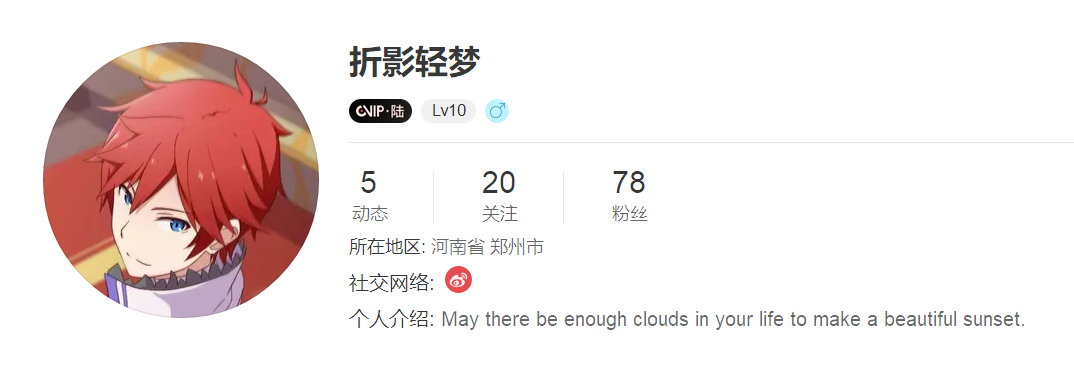 折影轻梦
VIP·陆 Lv10
5 20 78
动态 关注 粉丝
所在地区: 河南省 郑州市
社交网络:
个人介绍: May there be enough clouds in your life to make a beautiful sunset.